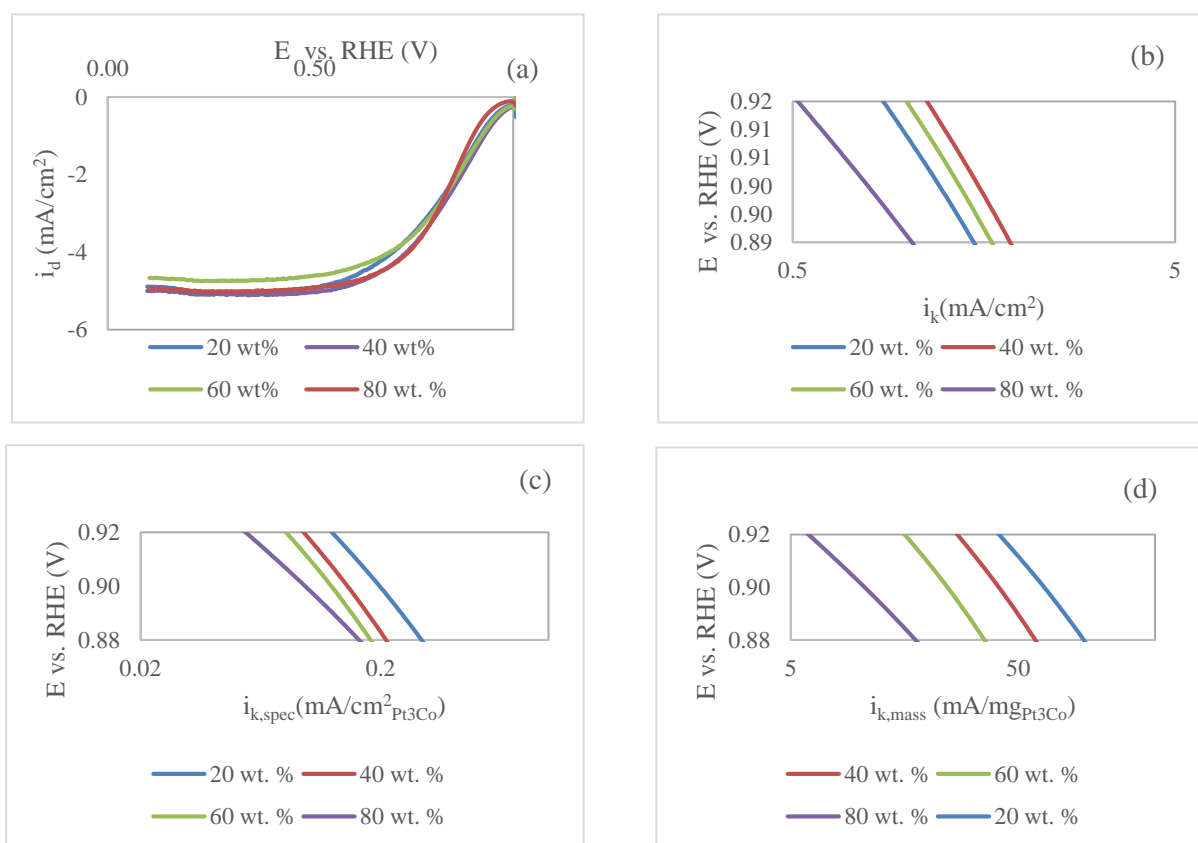 E vs. RHE (V)
0.00 0.50
(a)
0
-2
-4
-6
i_d (mA/cm²)
20 wt% 40 wt%
60 wt% 80 wt. %
(b)
0.92
0.91
0.91
0.90
0.90
0.89
0.5 5
E vs. RHE (V)
i_k(mA/cm²)
20 wt. % 40 wt. %
60 wt. % 80 wt. %
(c)
0.92
0.90
0.88
0.02 0.2
E vs. RHE (V)
i_k,spec(mA/cm²_Pt3Co)
20 wt. % 40 wt. %
60 wt. % 80 wt. %
(d)
0.92
0.90
0.88
5 50
E vs. RHE (V)
i_k,mass (mA/mg_Pt3Co)
40 wt. % 60 wt. %
80 wt. % 20 wt. %